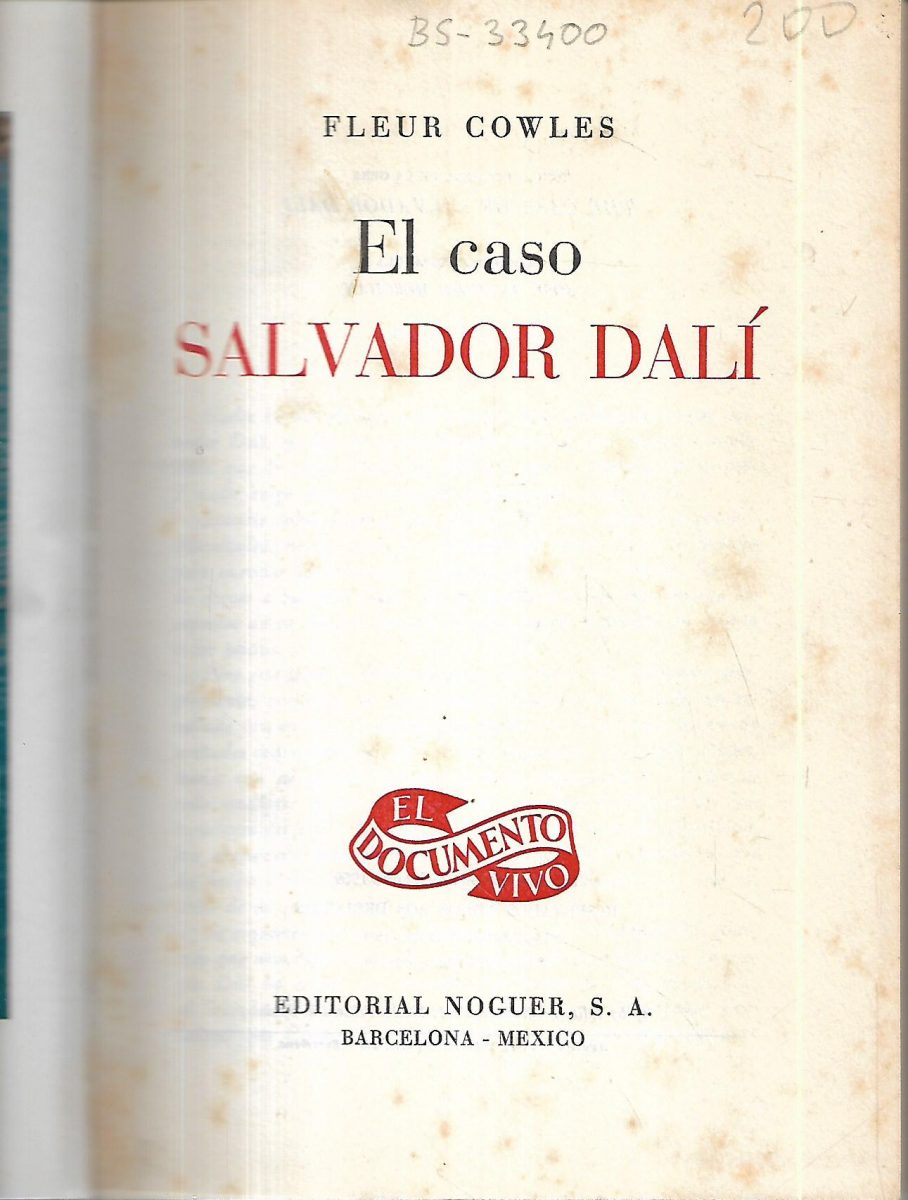 BS-33400 200
FLEUR COWLES
El caso
SALVADOR DALÍ
EL
DOCUMENTO
VIVO
EDITORIAL NOGUER, S. A.
BARCELONA - MEXICO